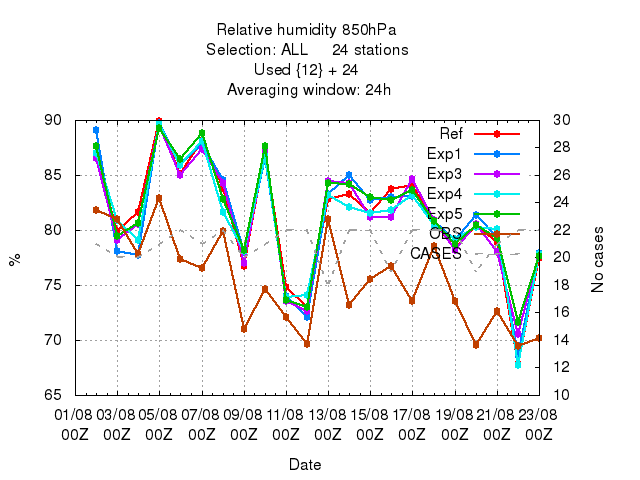 Relative humidity 850hPa
Selection: ALL 24 stations
Used {12} + 24
Averaging window: 24h
90 30
Ref
28
Exp1
85 26
Exp3
24
Exp4
Exp5
80 22
OBS
CASES
20
75 18
16
70 14
12
65 10
%
No cases
01/08 03/08 05/08 07/08 09/08 11/08 13/08 15/08 17/08 19/08 21/08 23/08
00Z 00Z 00Z 00Z 00Z 00Z 00Z 00Z 00Z 00Z 00Z 00Z
Date